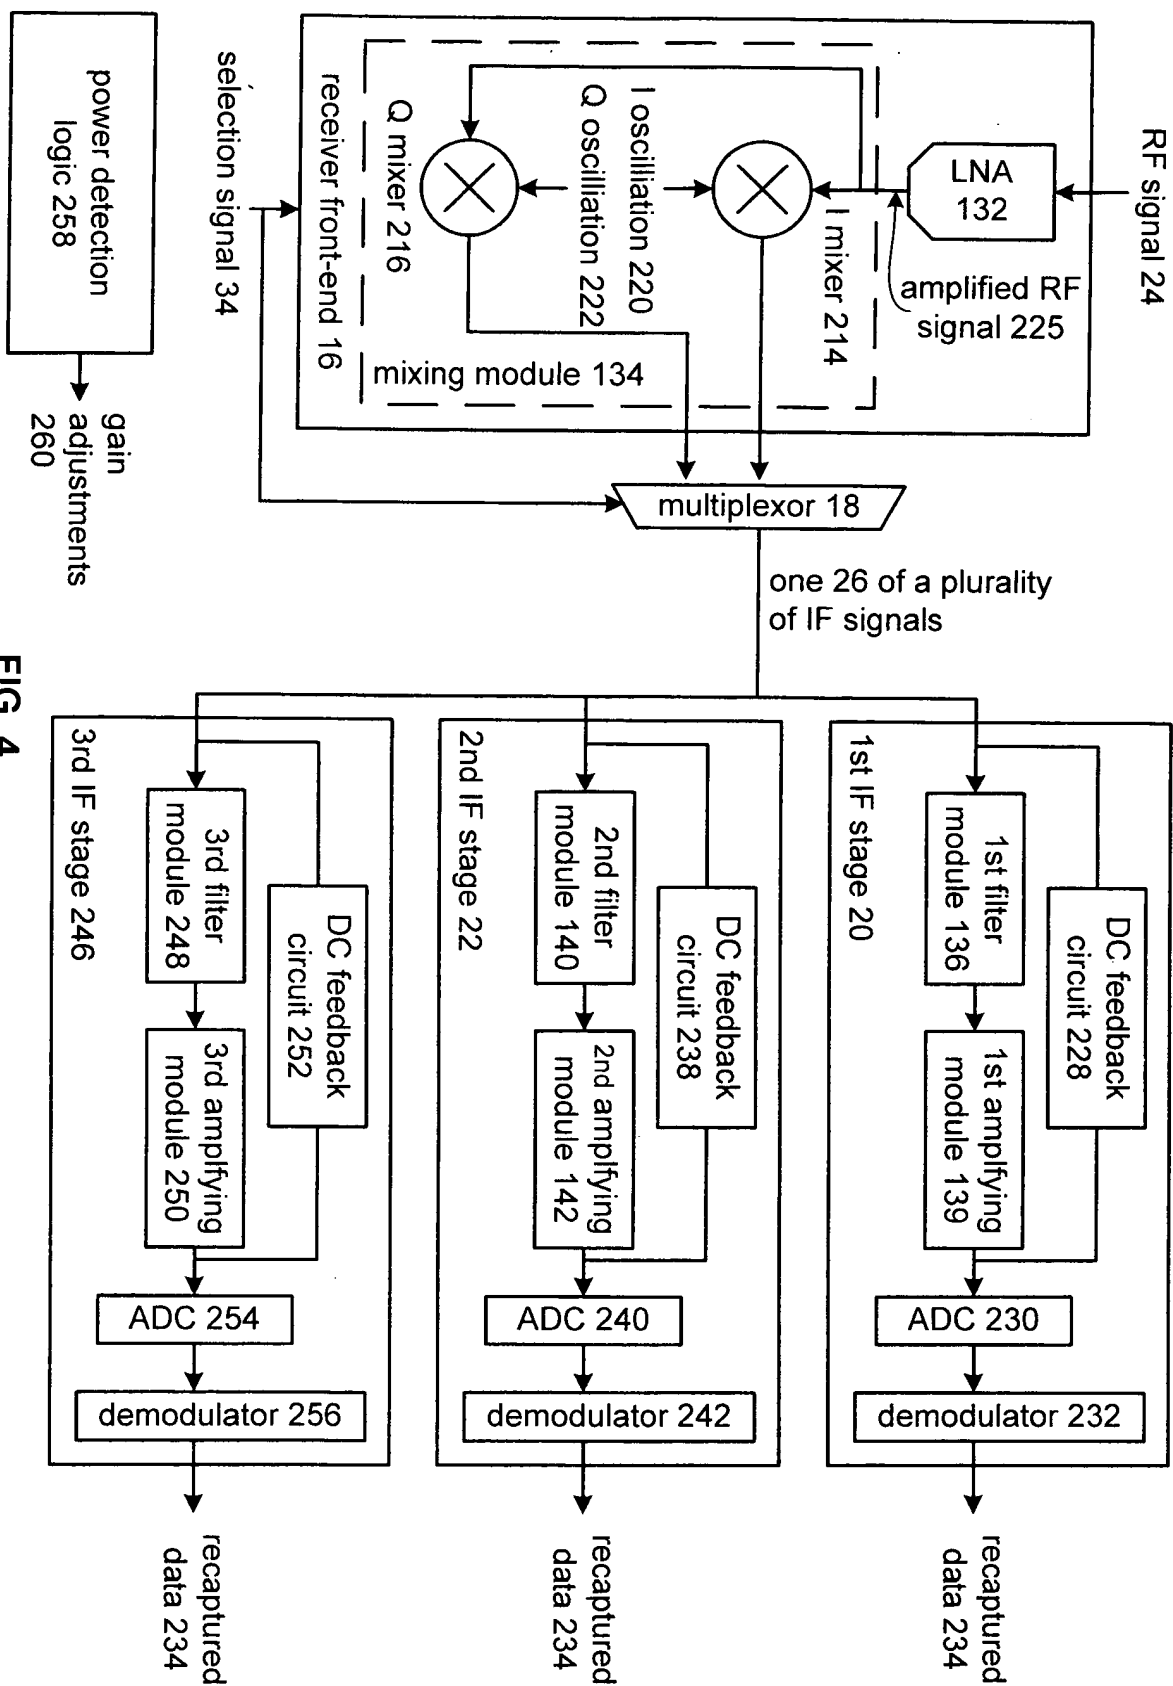 RF signal 24
LNA
132
amplified RF
signal 225
I mixer 214
I oscilliation 220
Q oscilliation 222
Q mixer 216
mixing module 134
receiver front-end 16
selection signal 34
power detection
logic 258
gain
adjustments
260
multiplexor 18
one 26 of a plurality
of IF signals
1st IF stage 20
1st filter
module 136
1st amplfying
module 139
DC feedback
circuit 228
ADC 230
demodulator 232
recaptured
data 234
2nd IF stage 22
2nd filter
module 140
2nd amplfying
module 142
DC feedback
circuit 238
ADC 240
demodulator 242
recaptured
data 234
3rd IF stage 246
3rd filter
module 248
3rd amplfying
module 250
DC feedback
circuit 252
ADC 254
demodulator 256
recaptured
data 234
FIG. 4